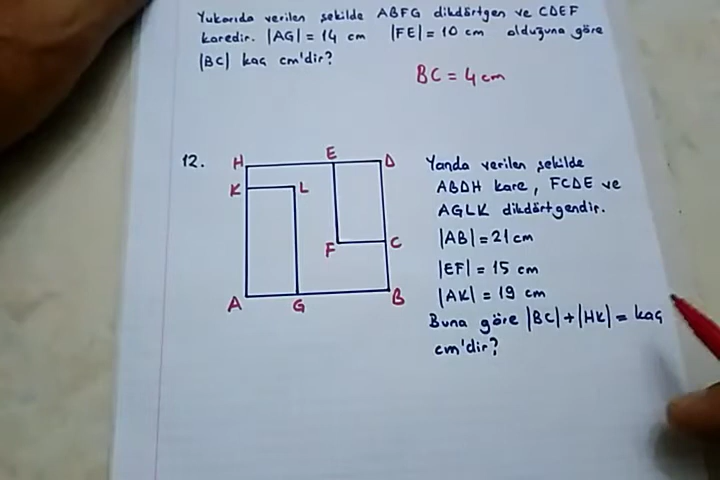 Yukarıda verilen şekilde ABFG dikdörtgen ve CDEF
karedir. |AG| = 14 cm |FE| = 10 cm olduğuna göre
|BC| kaç cm'dir?
BC = 4 cm
12.
H E D
K L
F C
A G B
Yanda verilen şekilde
ABDH kare, FCDE ve
AGLK dikdörtgendir.
|AB| = 21 cm
|EF| = 15 cm
|AK| = 19 cm
Buna göre |BC| + |HK| = kaç
cm'dir?